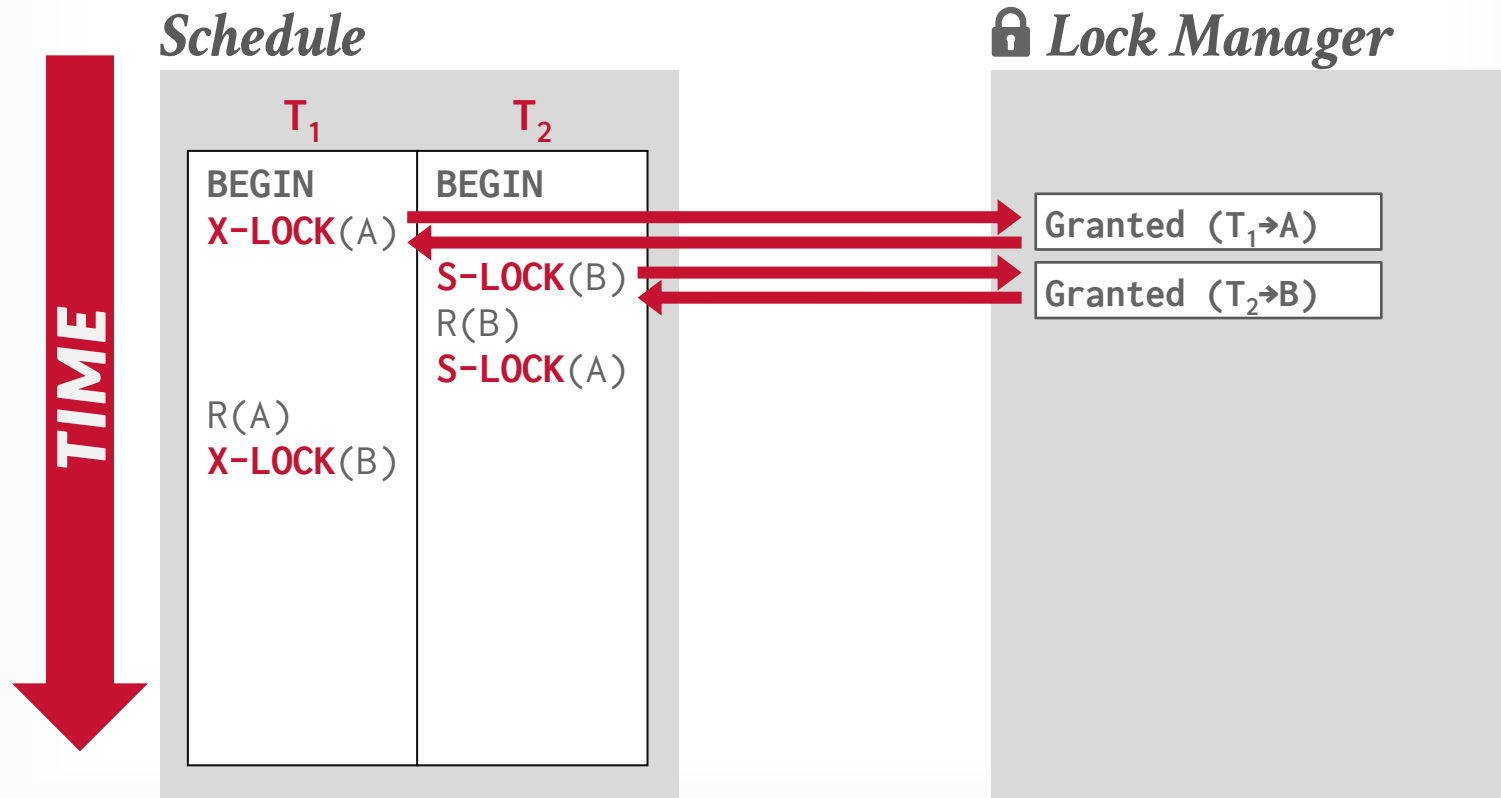 Schedule
Lock Manager
TIME
T₁ T₂
BEGIN BEGIN
X-LOCK(A)
Granted (T₁→A)
S-LOCK(B)
Granted (T₂→B)
R(B)
S-LOCK(A)
R(A)
X-LOCK(B)